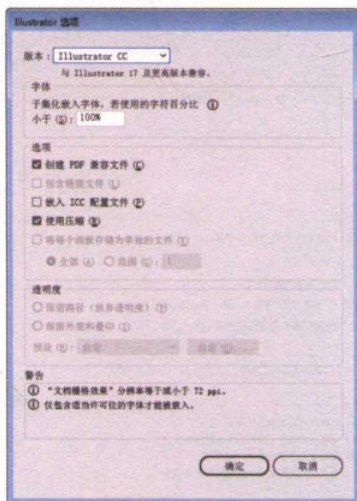 Illustrator 选项
版本: Illustrator CC
与 Illustrator 17 及更高版本兼容。
字体
子集化嵌入字体，若使用的字符百分比
小于(S): 100%
选项
创建 PDF 兼容文件(C)
包含链接文件(L)
嵌入 ICC 配置文件(P)
使用压缩(R)
将每个画板存储为单独的文件(T)
全部(A) 范围(G): 1
透明度
保留路径（放弃透明度）(T)
保留外观和叠印(I)
预设(R): 自定 自定(U)...
警告
“文档栅格效果”分辨率等于或小于 72 ppi。
仅包含适当许可位的字体才能被嵌入。
确定 取消